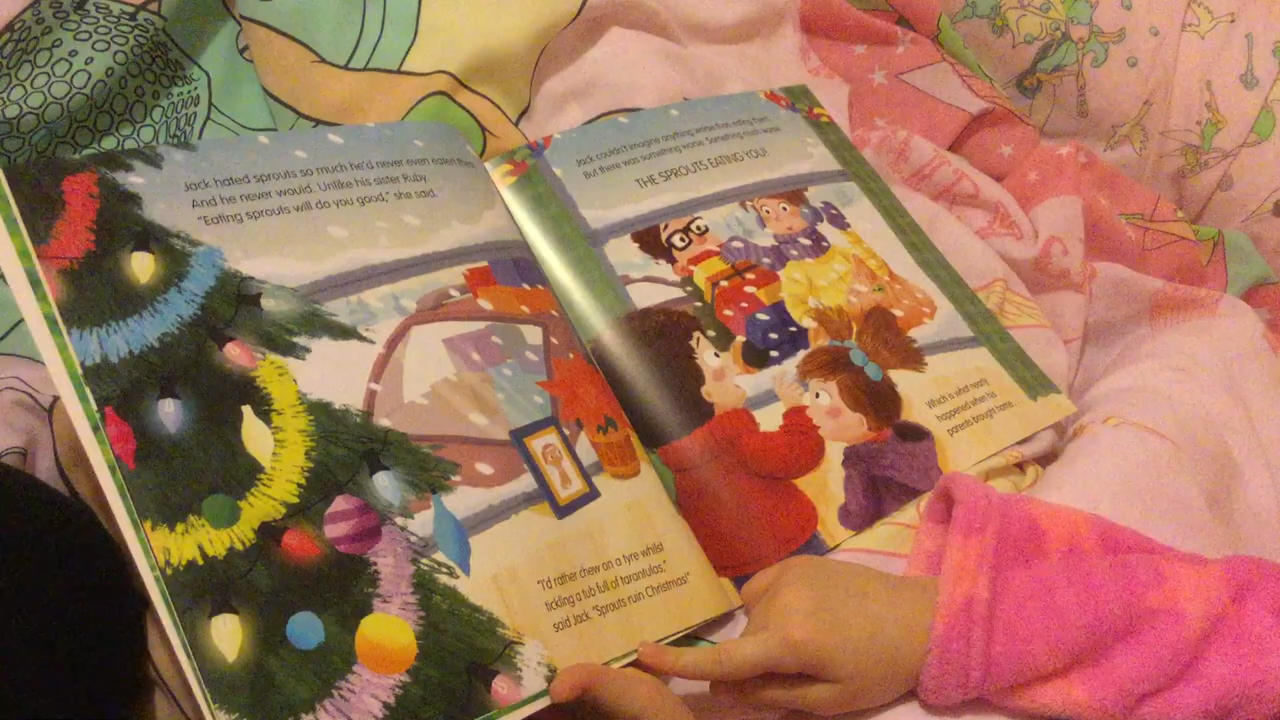 Jack hated sprouts so much he'd never even eaten them.
And he never would. Unlike his sister Ruby.
"Eating sprouts will do you good," she said.
"I'd rather chew on a tyre whilst
tickling a tub full of tarantulas,"
said Jack. "Sprouts ruin Christmas!"
Jack couldn't imagine anything worse than eating them.
But there was something worse. Something much worse.
THE SPROUTS EATING YOU!
Which is what nearly
happened when his
parents brought home...